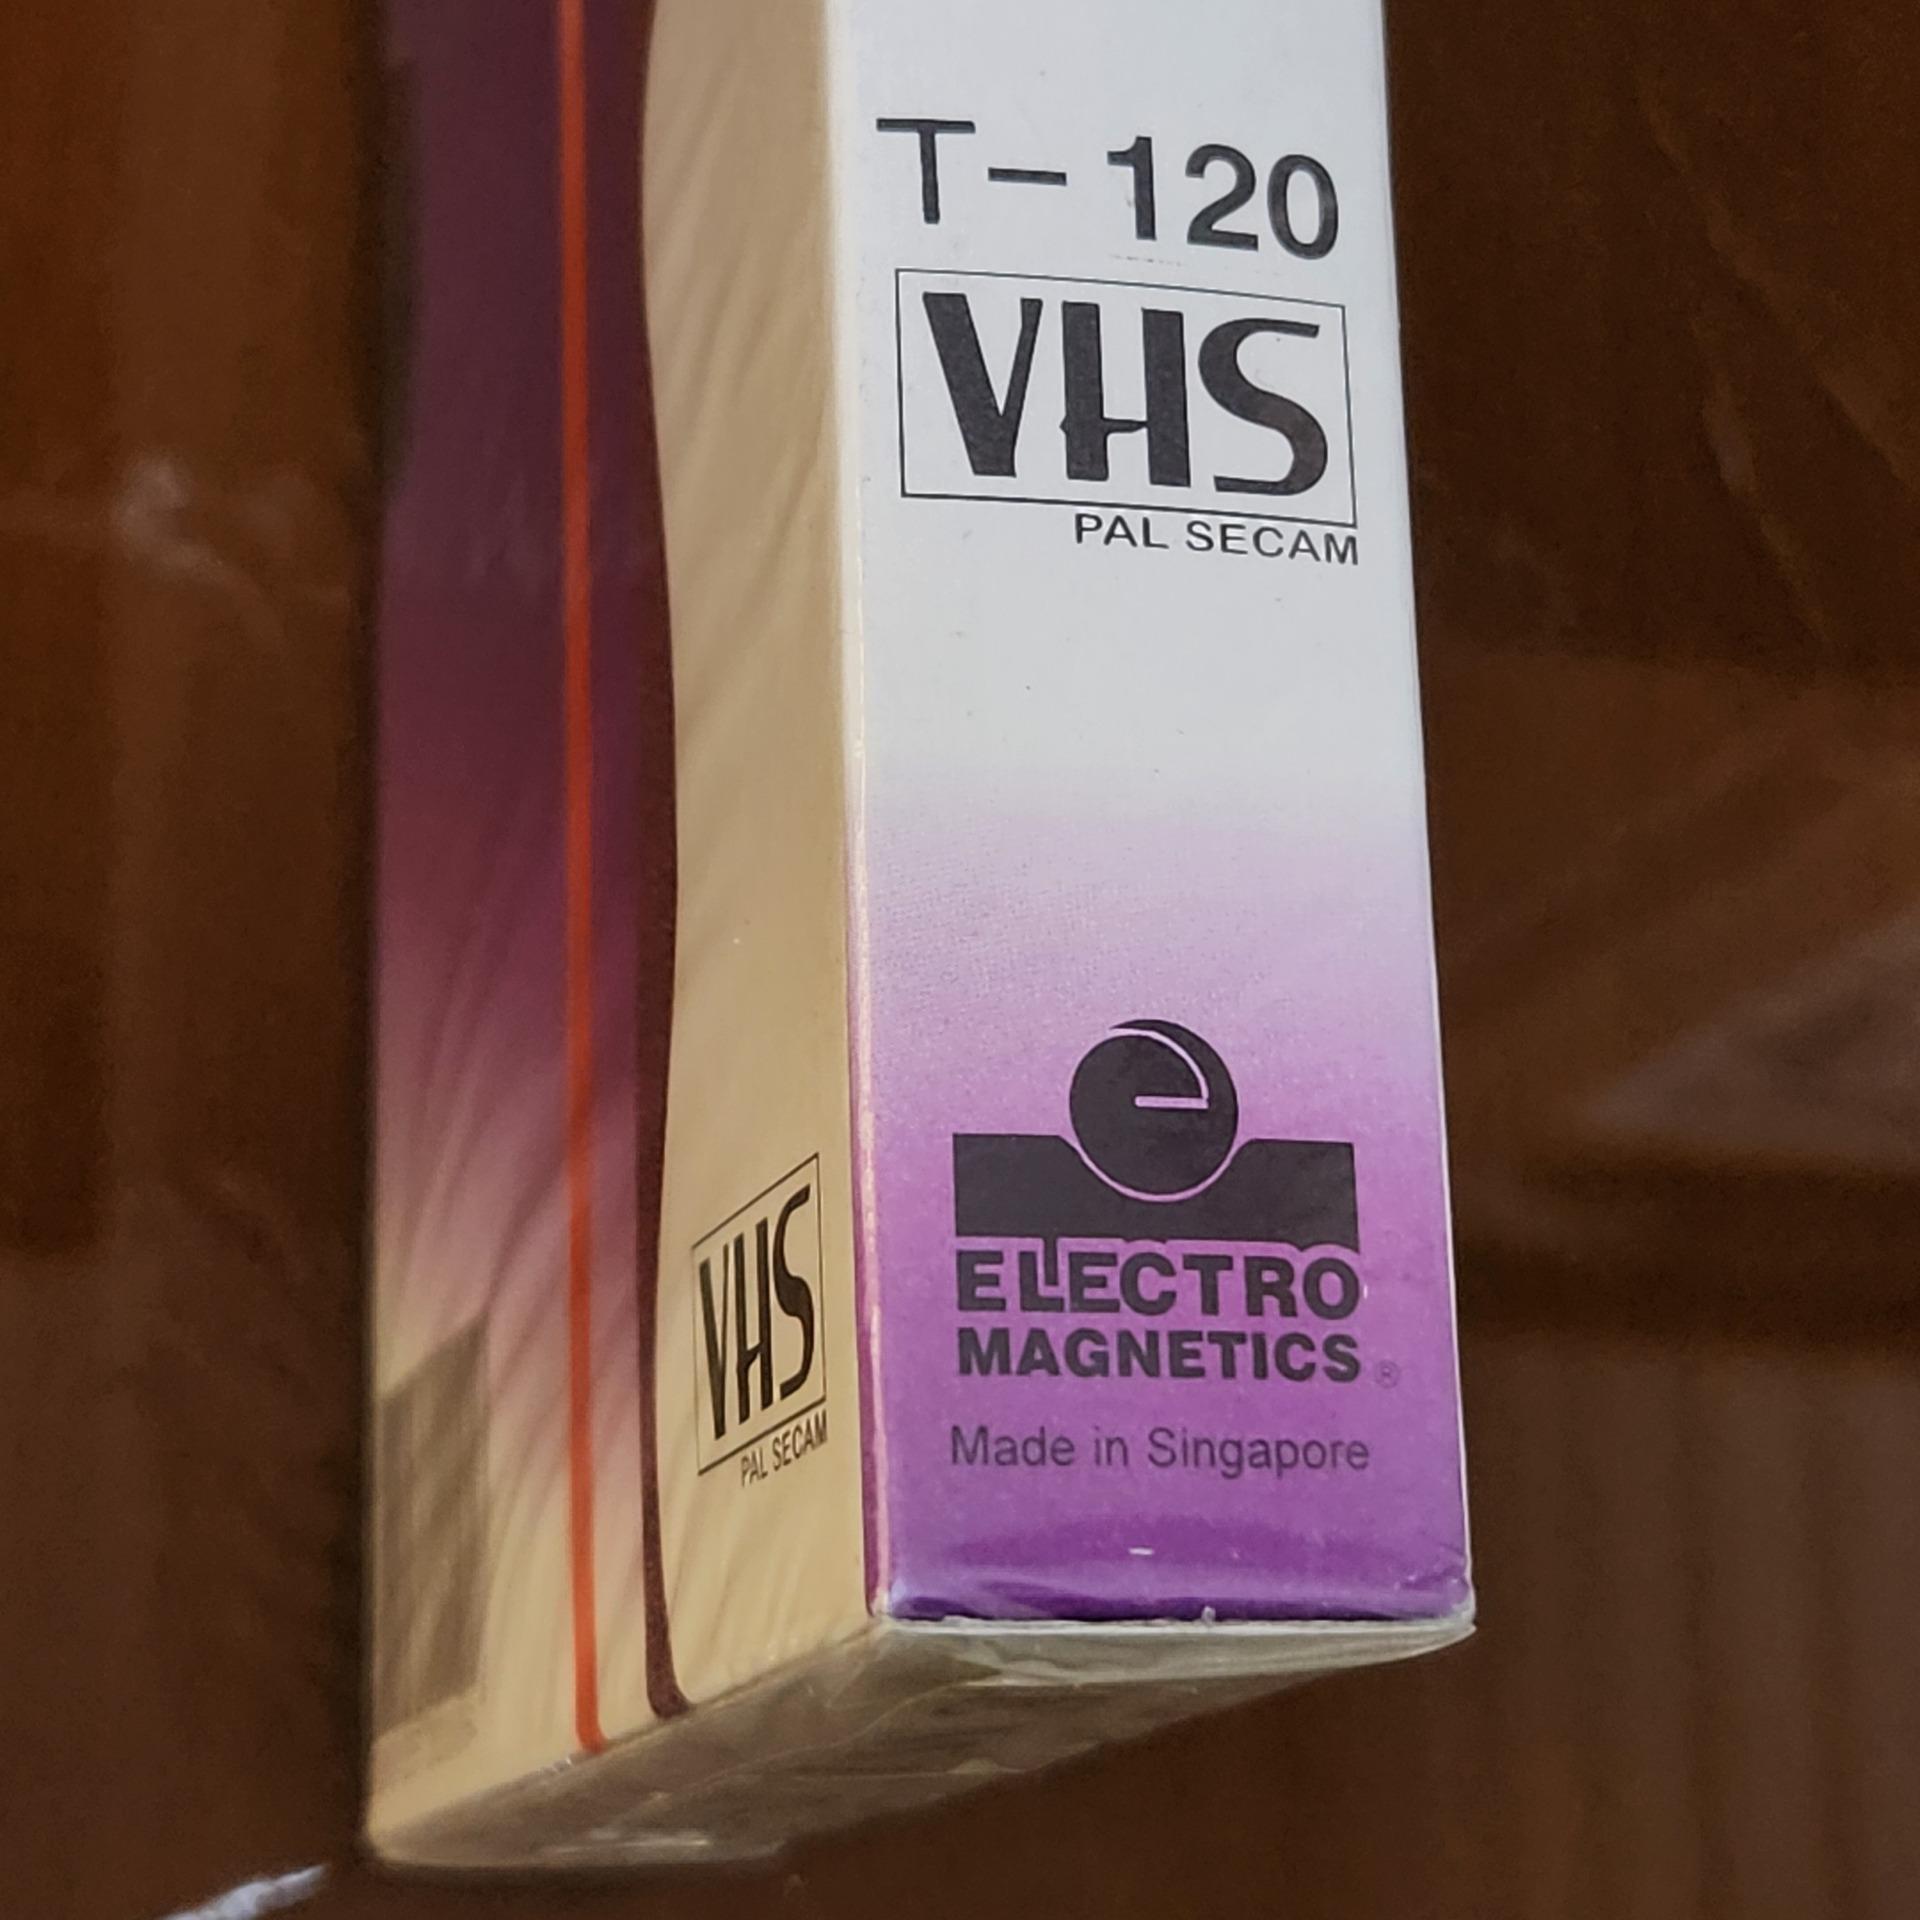 T-120
VHS
PAL SECAM
e
ELECTRO
MAGNETICS®
Made in Singapore
VHS
PAL SECAM